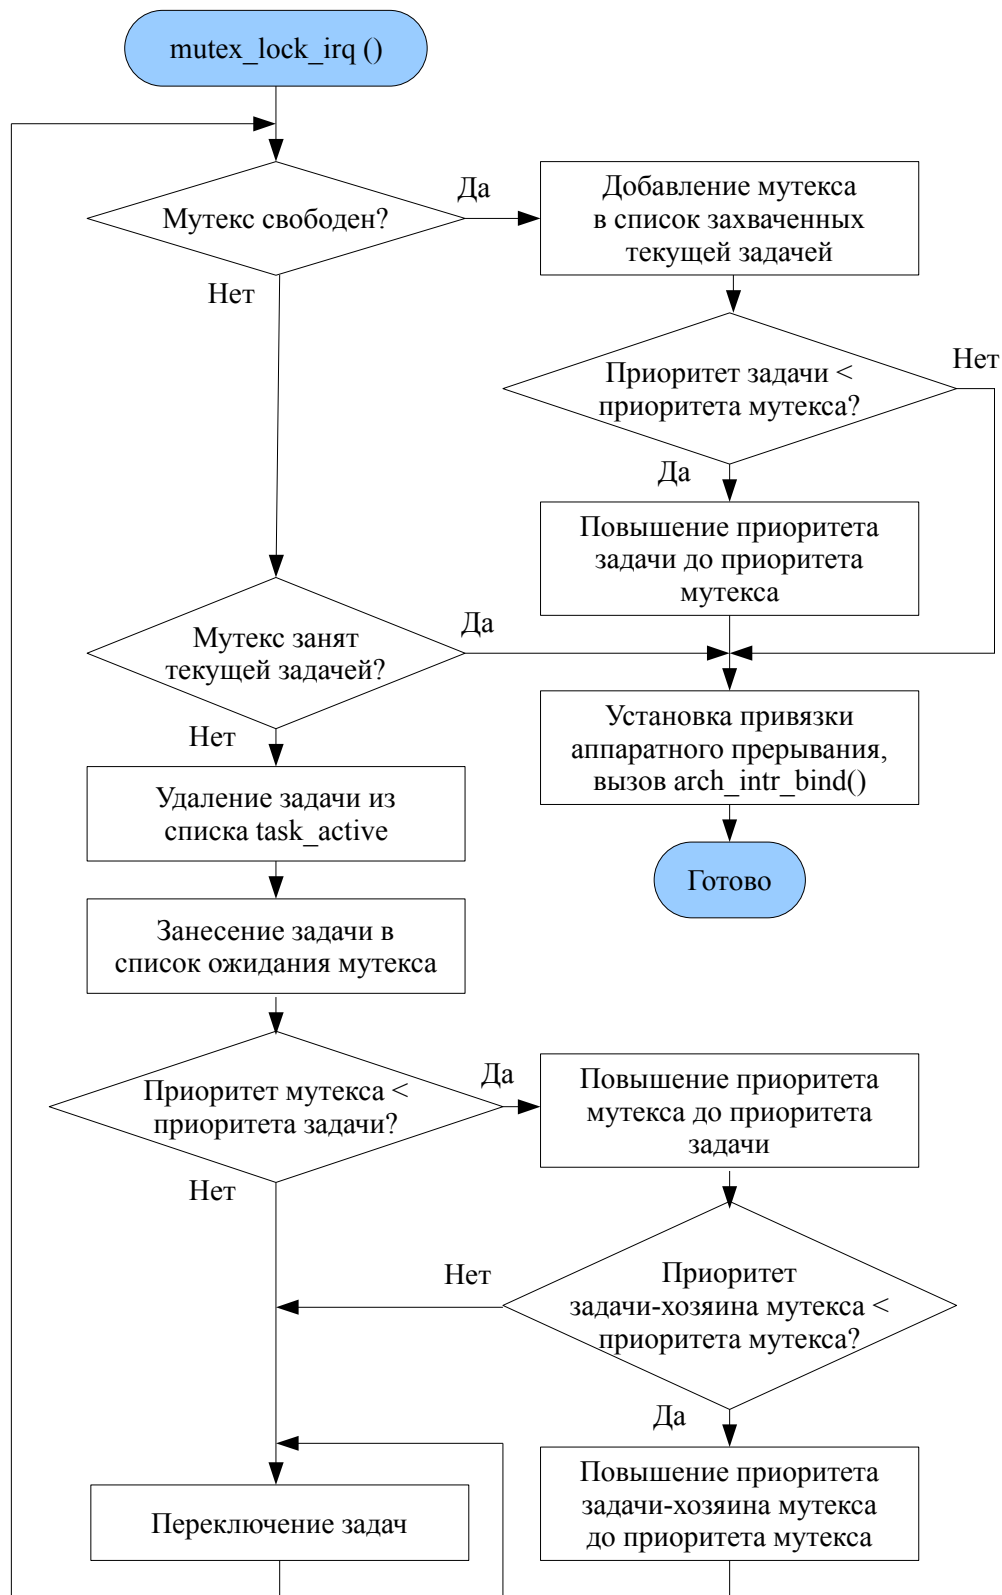 mutex_lock_irq ()
Мутекс свободен?
Да
Нет
Добавление мутекса
в список захваченных
текущей задачей
Приоритет задачи <
приоритета мутекса?
Нет
Да
Повышение приоритета
задачи до приоритета
мутекса
Мутекс занят
текущей задачей?
Да
Нет
Установка привязки
аппаратного прерывания,
вызов arch_intr_bind()
Готово
Удаление задачи из
списка task_active
Занесение задачи в
список ожидания мутекса
Приоритет мутекса <
приоритета задачи?
Да
Нет
Повышение приоритета
мутекса до приоритета
задачи
Приоритет
задачи-хозяина мутекса <
приоритета мутекса?
Нет
Да
Повышение приоритета
задачи-хозяина мутекса
до приоритета мутекса
Переключение задач